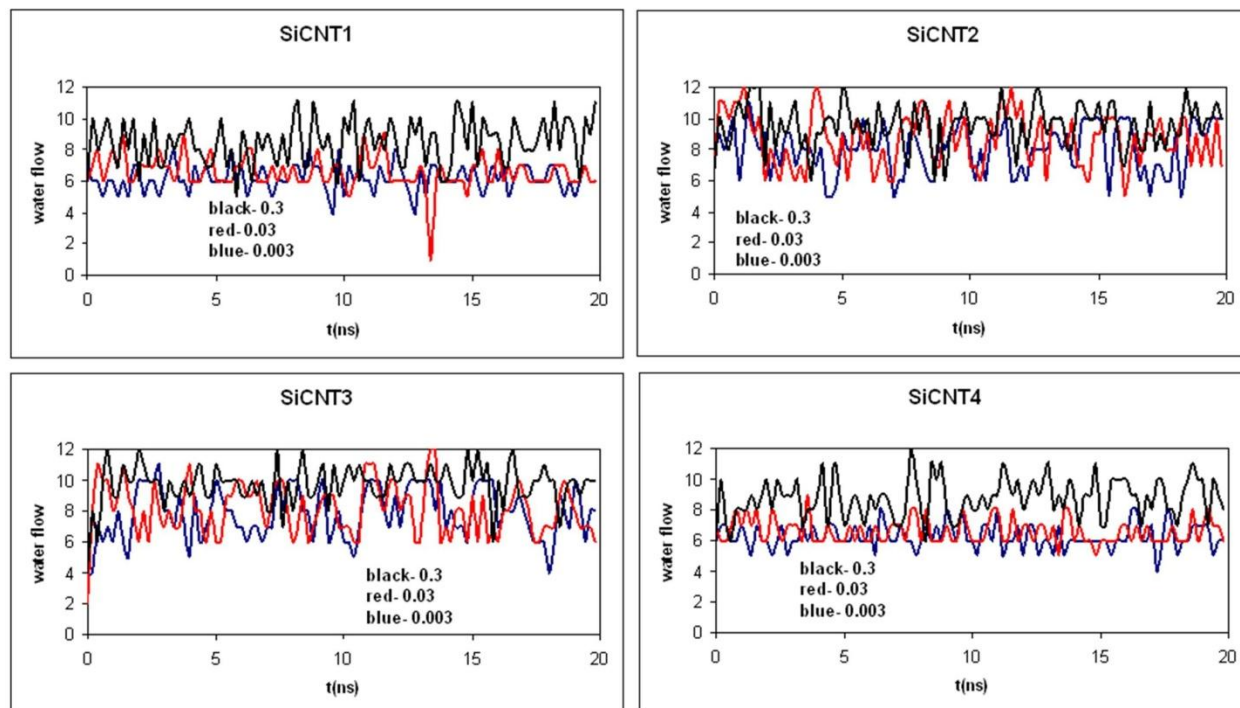 SiCNT1
12
10
8
6
4
2
0
water flow
black- 0.3
red- 0.03
blue- 0.003
0 5 10 15 20
t(ns)
SiCNT2
12
10
8
6
4
2
0
water flow
black- 0.3
red- 0.03
blue- 0.003
0 5 10 15 20
t(ns)
SiCNT3
12
10
8
6
4
2
0
water flow
black- 0.3
red- 0.03
blue- 0.003
0 5 10 15 20
t(ns)
SiCNT4
12
10
8
6
4
2
0
water flow
black- 0.3
red- 0.03
blue- 0.003
0 5 10 15 20
t(ns)